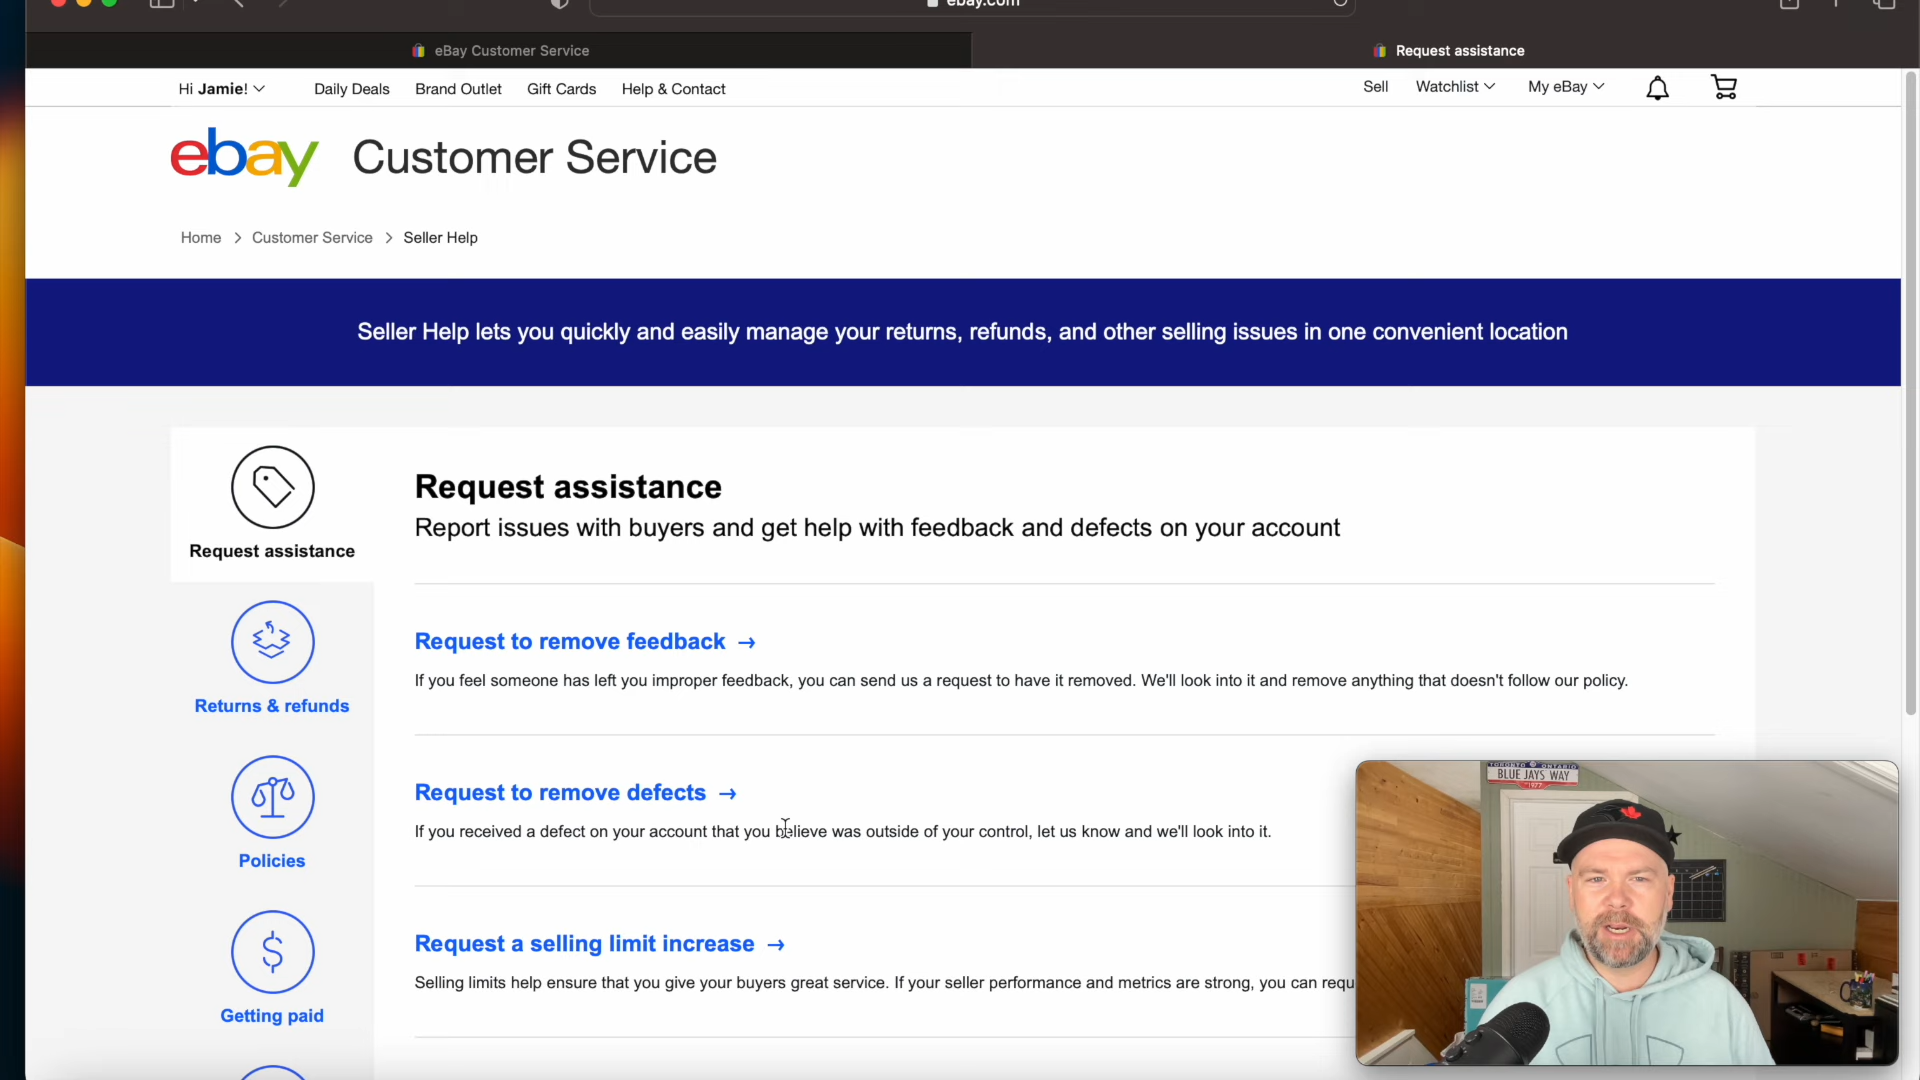 ebay.com
eBay Customer Service
Request assistance
Hi Jamie!
Daily Deals
Brand Outlet
Gift Cards
Help & Contact
Sell
Watchlist
My eBay
ebay Customer Service
Home > Customer Service > Seller Help
Seller Help lets you quickly and easily manage your returns, refunds, and other selling issues in one convenient location
Request assistance
Returns & refunds
Policies
Getting paid
Request assistance
Report issues with buyers and get help with feedback and defects on your account
Request to remove feedback →
If you feel someone has left you improper feedback, you can send us a request to have it removed. We'll look into it and remove anything that doesn't follow our policy.
Request to remove defects →
If you received a defect on your account that you believe was outside of your control, let us know and we'll look into it.
Request a selling limit increase →
Selling limits help ensure that you give your buyers great service. If your seller performance and metrics are strong, you can requ
TORONTO ONTARIO
BLUE JAYS WAY
1977